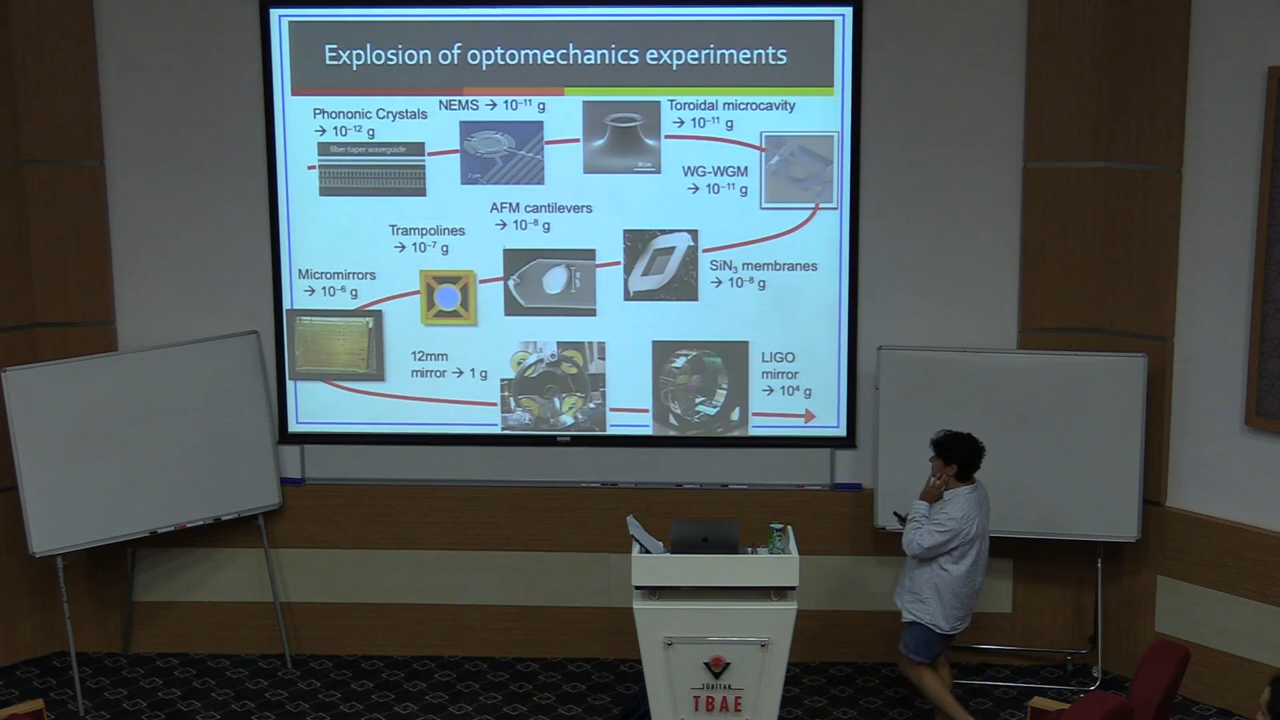 Explosion of optomechanics experiments
Phononic Crystals
→ 10⁻¹² g
NEMS → 10⁻¹¹ g
Toroidal microcavity
→ 10⁻¹¹ g
fiber taper waveguide
2 μm
WG-WGM
→ 10⁻¹¹ g
AFM cantilevers
→ 10⁻⁸ g
Trampolines
→ 10⁻⁷ g
SiN₃ membranes
→ 10⁻⁸ g
Micromirrors
→ 10⁻⁶ g
12mm
mirror → 1 g
LIGO
mirror
→ 10⁴ g
TÜBİTAK
TBAE